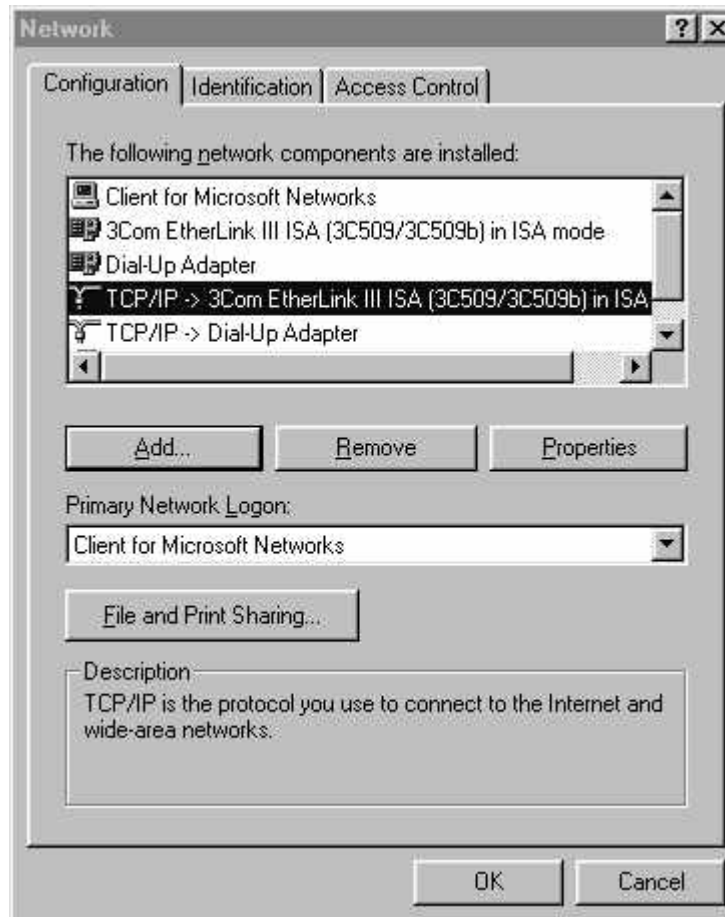 Network
Configuration Identification Access Control
The following network components are installed:
Client for Microsoft Networks
3Com EtherLink III ISA (3C509/3C509b) in ISA mode
Dial-Up Adapter
TCP/IP -> 3Com EtherLink III ISA (3C509/3C509b) in ISA
TCP/IP -> Dial-Up Adapter
Add... Remove Properties
Primary Network Logon:
Client for Microsoft Networks
File and Print Sharing...
Description
TCP/IP is the protocol you use to connect to the Internet and
wide-area networks.
OK Cancel